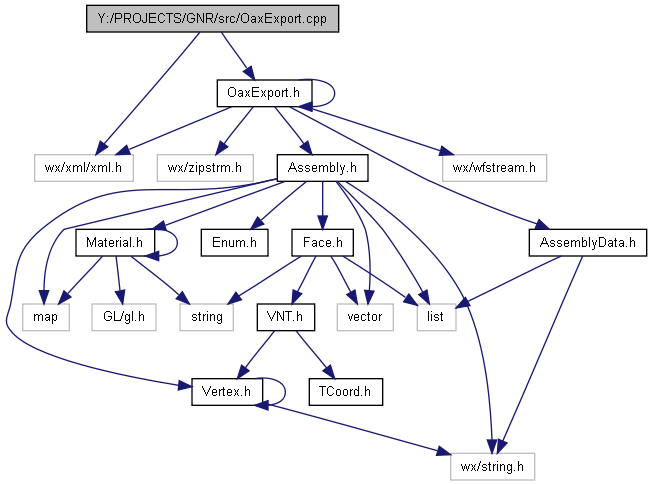 Y:/PROJECTS/GNR/src/OaxExport.cpp
OaxExport.h
wx/xml/xml.h
wx/zipstrm.h
Assembly.h
wx/wfstream.h
Material.h
Enum.h
Face.h
AssemblyData.h
map
GL/gl.h
string
VNT.h
vector
list
Vertex.h
TCoord.h
wx/string.h